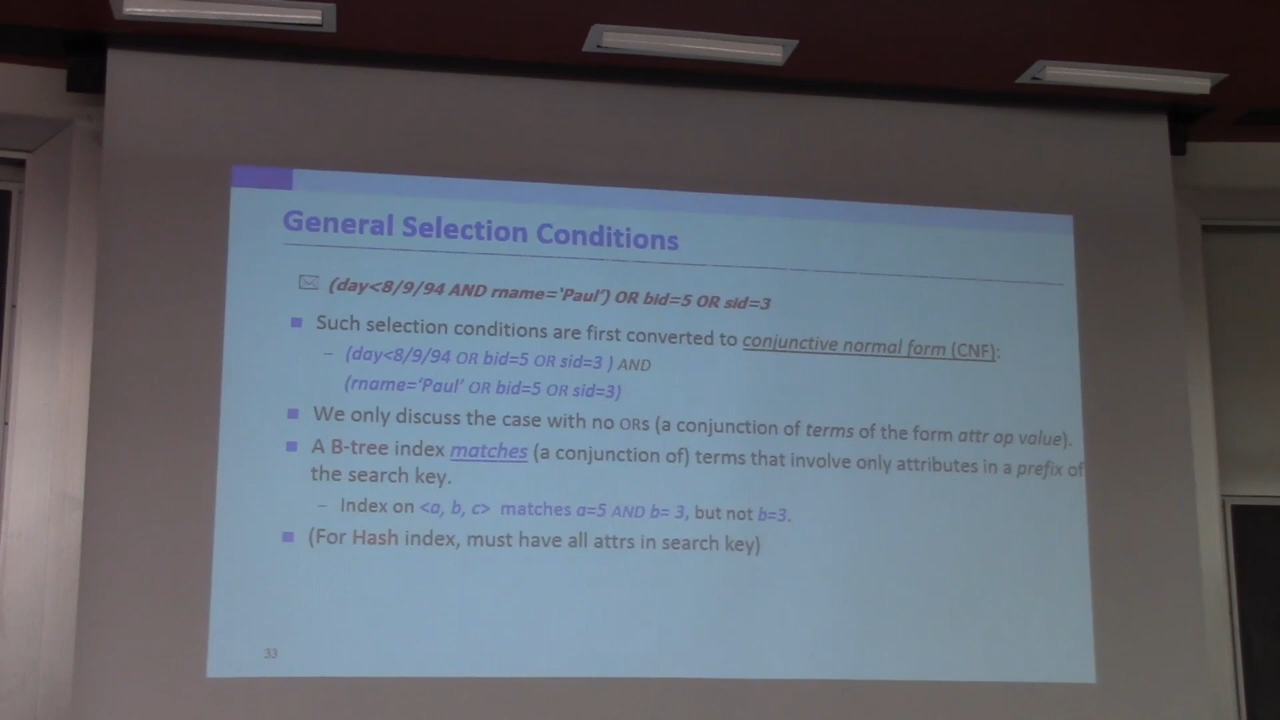 General Selection Conditions
(day<8/9/94 AND rname=‘Paul’) OR bid=5 OR sid=3
Such selection conditions are first converted to conjunctive normal form (CNF):
– (day<8/9/94 OR bid=5 OR sid=3 ) AND
(rname=‘Paul’ OR bid=5 OR sid=3)
We only discuss the case with no ORs (a conjunction of terms of the form attr op value).
A B-tree index matches (a conjunction of) terms that involve only attributes in a prefix of
the search key.
– Index on <a, b, c> matches a=5 AND b= 3, but not b=3.
(For Hash index, must have all attrs in search key)
33